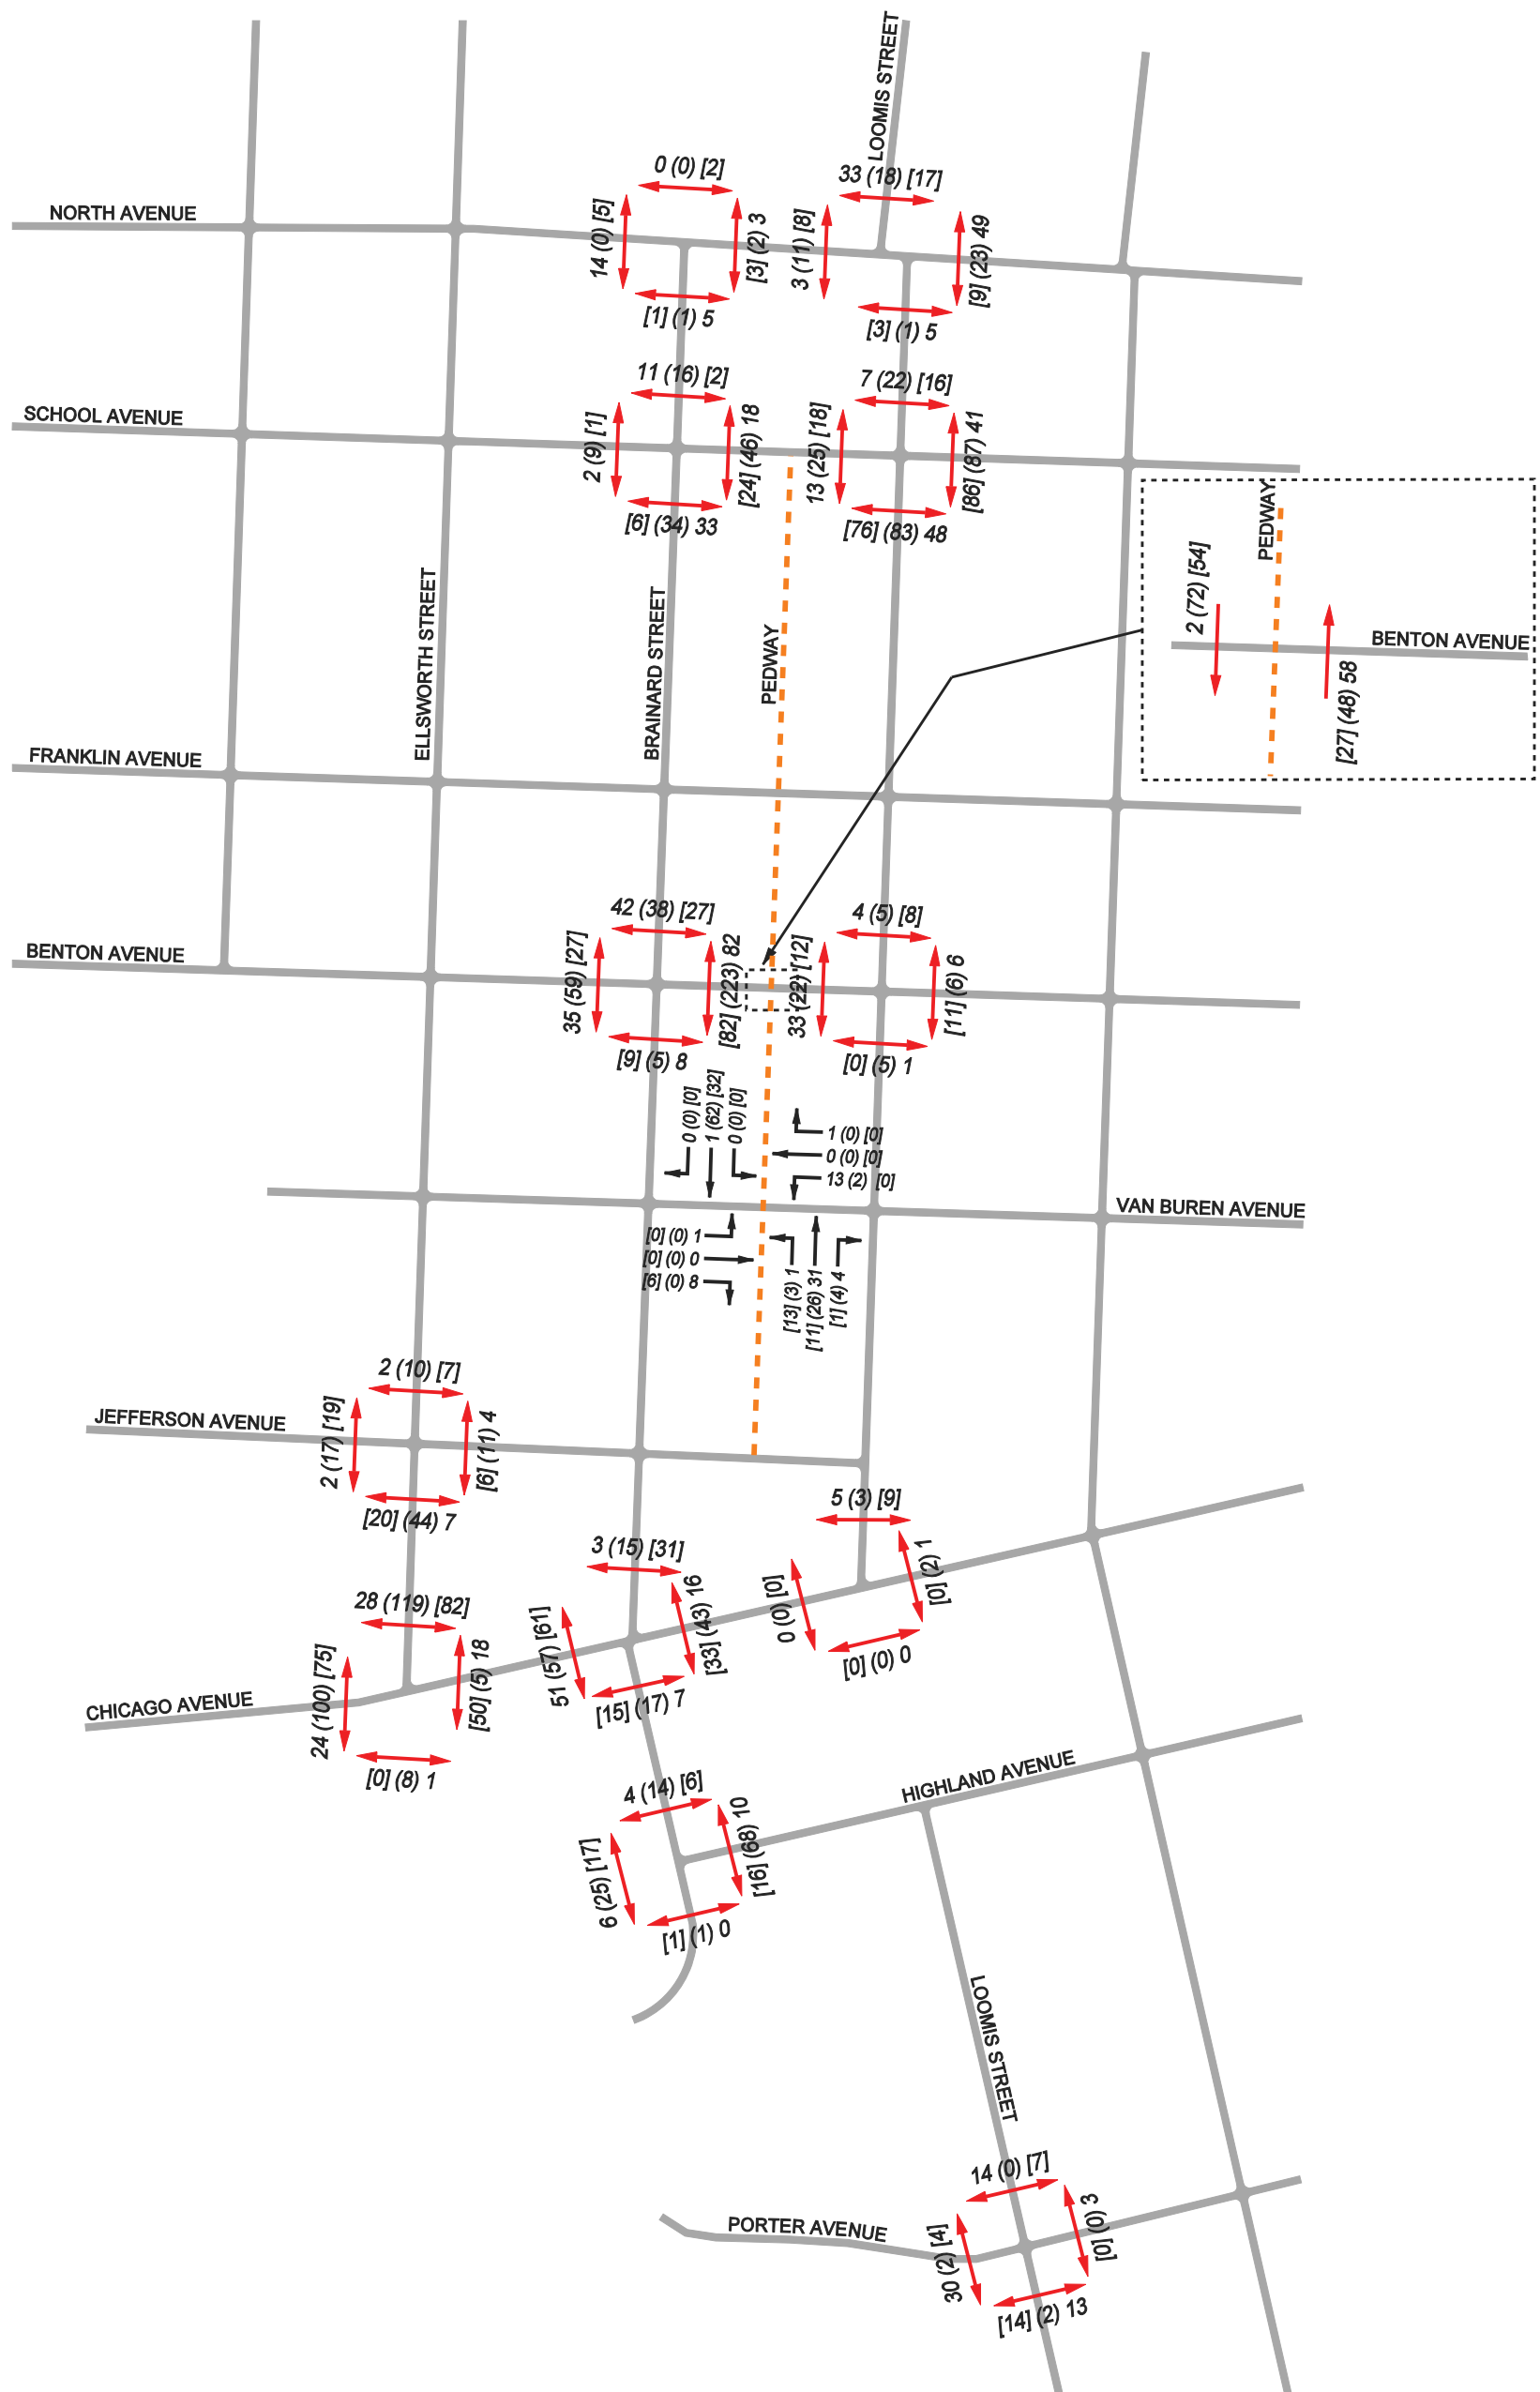 LOOMIS STREET
0 (0) [2]
33 (18) [17]
NORTH AVENUE
14 (0) [5]
[3] (2) 3
3 (11) [8]
[9] (23) 49
[1] (1) 5
[3] (1) 5
11 (16) [2]
7 (22) [16]
SCHOOL AVENUE
2 (9) [1]
[24] (46) 18
13 (25) [18]
[86] (87) 41
[6] (34) 33
[76] (83) 48
PEDWAY
2 (72) [54]
BENTON AVENUE
[27] (48) 58
ELLSWORTH STREET
BRAINARD STREET
PEDWAY
FRANKLIN AVENUE
42 (38) [27]
4 (5) [8]
BENTON AVENUE
35 (59) [27]
[82] (223) 82
33 (22) [12]
[11] (6) 6
[9] (5) 8
[0] (5) 1
0 (0) [0]
1 (62) [32]
0 (0) [0]
1 (0) [0]
0 (0) [0]
13 (2) [0]
VAN BUREN AVENUE
[0] (0) 1
[0] (0) 0
[6] (0) 8
[13] (3) 1
[11] (26) 31
[1] (4) 4
2 (10) [7]
JEFFERSON AVENUE
2 (17) [19]
[6] (11) 4
[20] (44) 7
5 (3) [9]
3 (15) [31]
0 (0) [0]
[0] (2) 1
28 (119) [82]
51 (57) [61]
[33] (43) 16
[0] (0) 0
24 (100) [75]
[50] (5) 18
[15] (17) 7
CHICAGO AVENUE
[0] (8) 1
4 (14) [6]
HIGHLAND AVENUE
6 (25) [17]
[16] (68) 10
[1] (1) 0
LOOMIS STREET
14 (0) [7]
PORTER AVENUE
30 (2) [4]
[0] (0) 3
[14] (2) 13